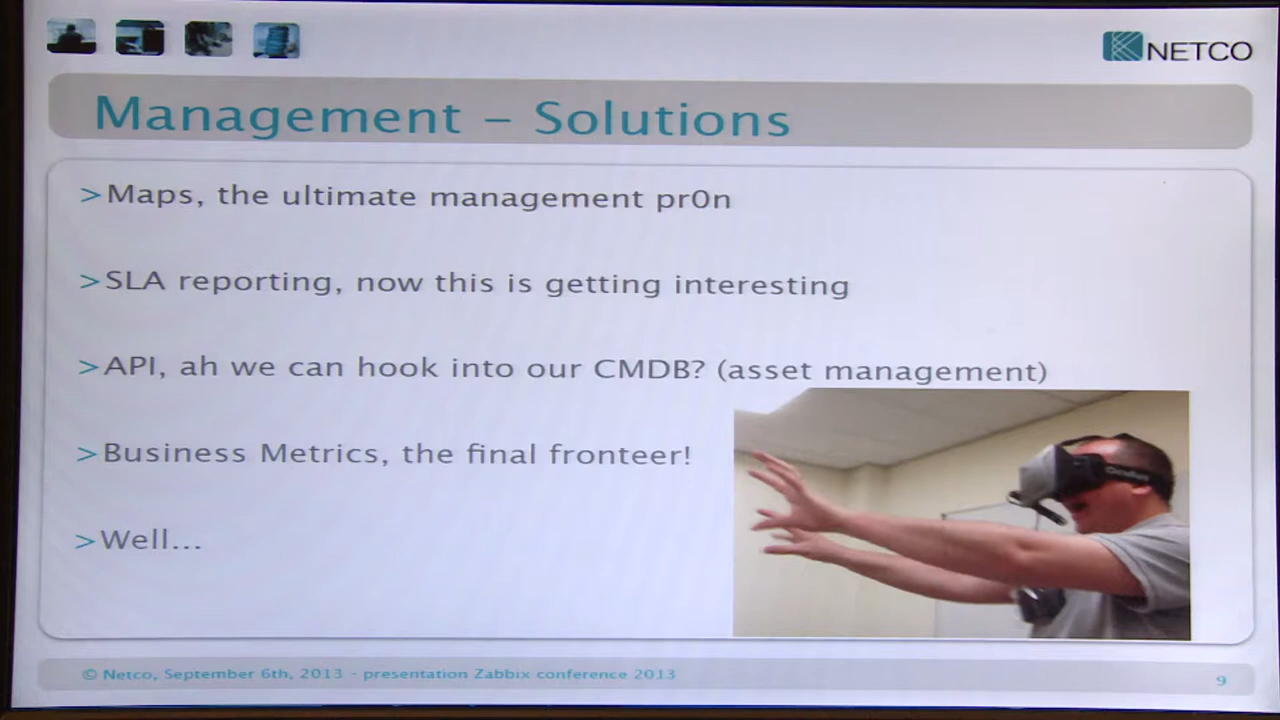 NETCO
Management – Solutions
>Maps, the ultimate management pr0n
>SLA reporting, now this is getting interesting
>API, ah we can hook into our CMDB? (asset management)
>Business Metrics, the final fronteer!
>Well...
Oculus
© Netco, September 6th, 2013 - presentation Zabbix conference 2013
9